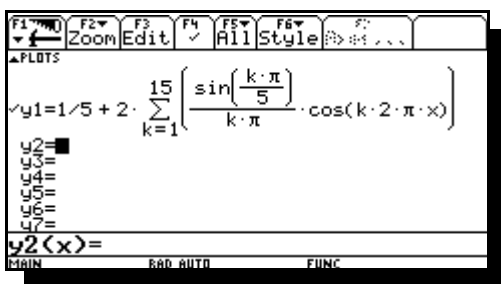 F1 F2 F3 F4 F5 F6
Zoom Edit ✓ All Style
▲PLOTS
✓y1=1/5 + 2· 15 ∑ k=1 (sin(k·π/5)/(k·π) ·cos(k·2·π·x))
y2=
y3=
y4=
y5=
y6=
y7=
y2(x)=
MAIN RAD AUTO FUNC